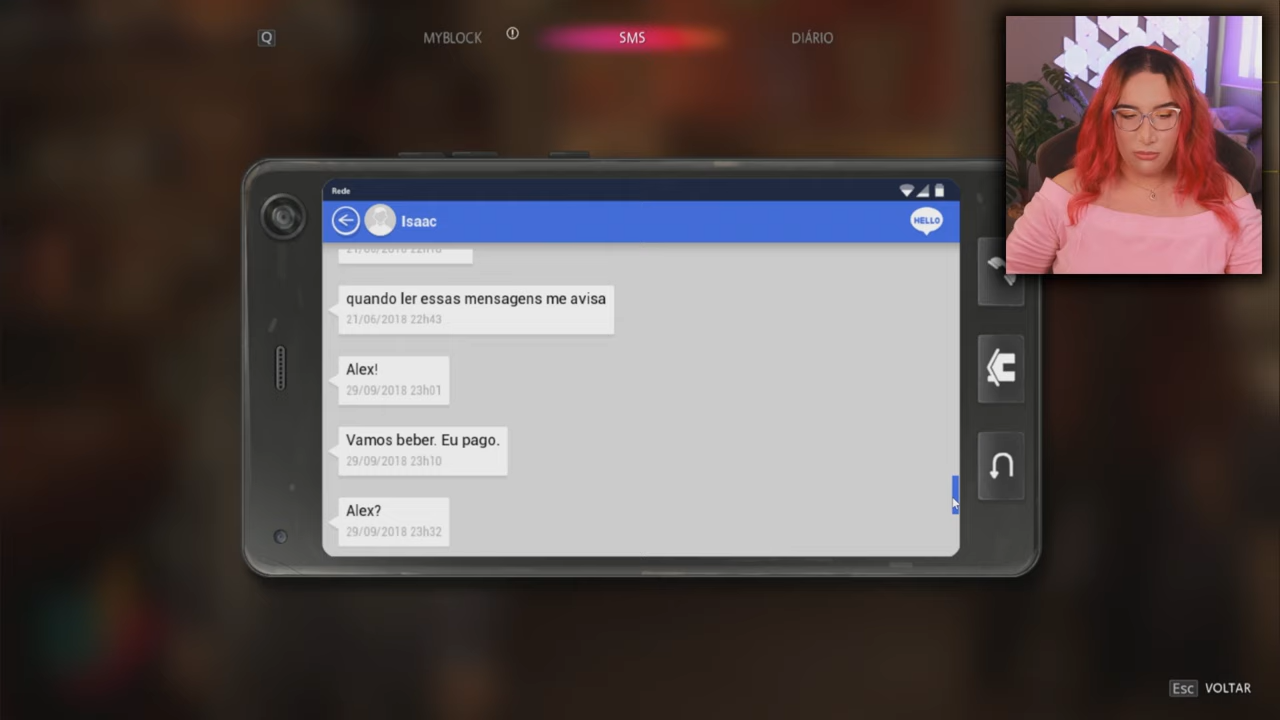 Q
MYBLOCK
SMS
DIÁRIO
Rede
Isaac
HELLO
quando ler essas mensagens me avisa
21/06/2018 22h43
Alex!
29/09/2018 23h01
Vamos beber. Eu pago.
29/09/2018 23h10
Alex?
29/09/2018 23h32
Esc VOLTAR